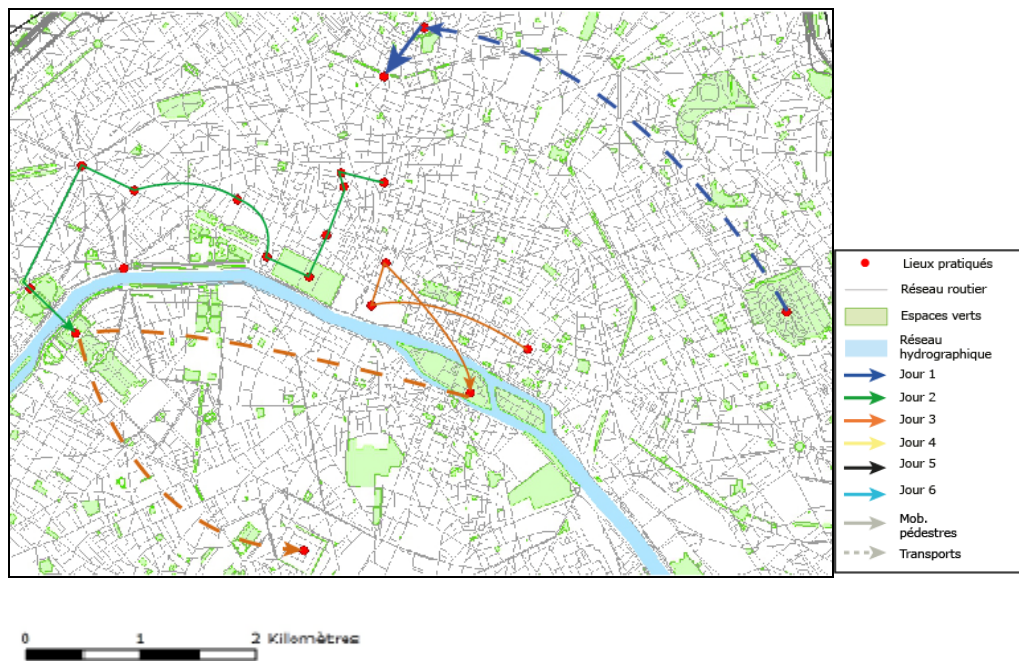 Lieux pratiqués
Réseau routier
Espaces verts
Réseau
hydrographique
Jour 1
Jour 2
Jour 3
Jour 4
Jour 5
Jour 6
Mob.
pédestres
Transports
0 1 2 Kilomètres